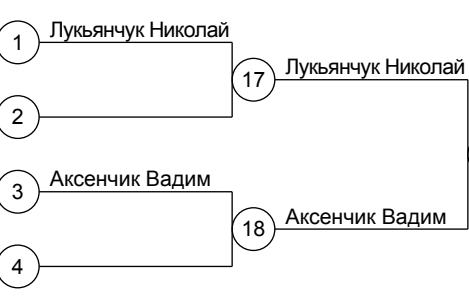 1 Лукьянчук Николай
17 Лукьянчук Николай
2
3 Аксенчик Вадим
18 Аксенчик Вадим
4